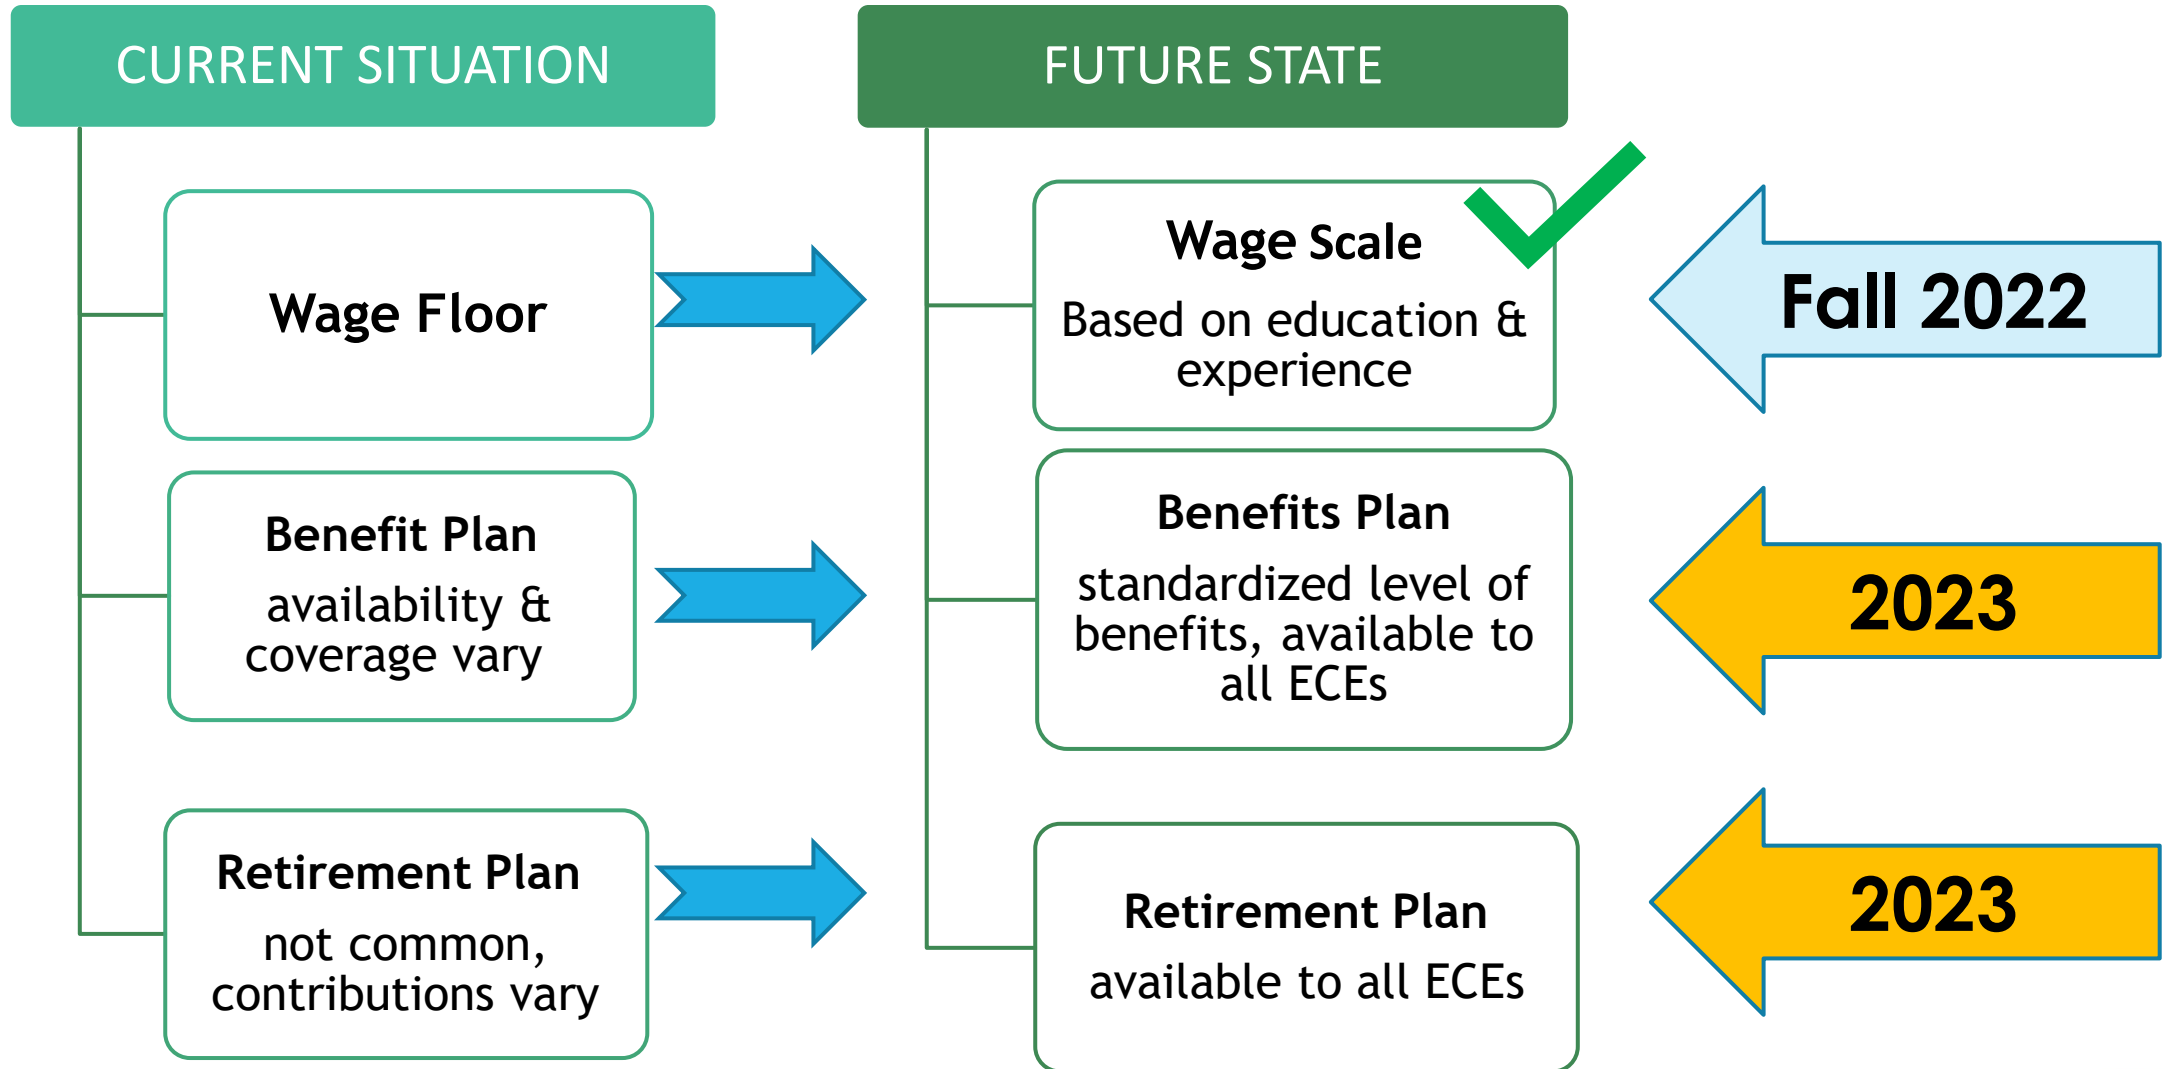 CURRENT SITUATION
Wage Floor
Benefit Plan
availability &
coverage vary
Retirement Plan
not common,
contributions vary
FUTURE STATE
Wage Scale
Based on education &
experience
Benefits Plan
standardized level of
benefits, available to
all ECEs
Retirement Plan
available to all ECEs
Fall 2022
2023
2023